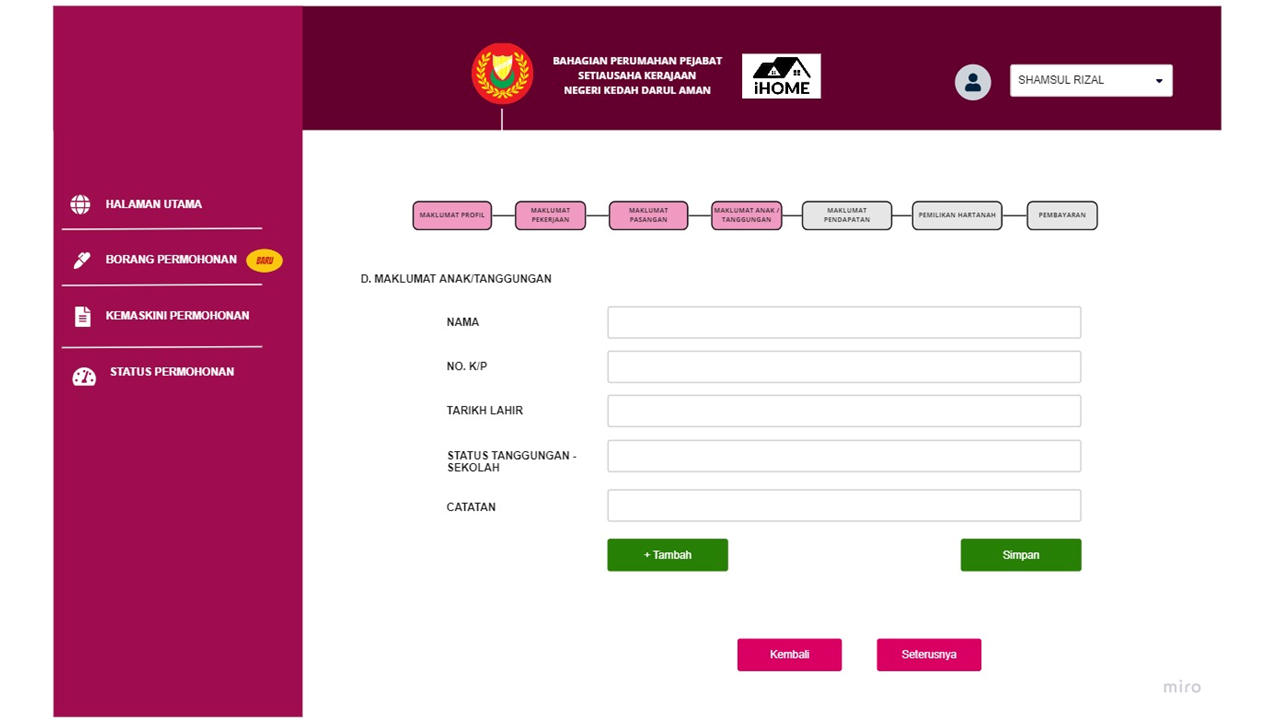 BAHAGIAN PERUMAHAN PEJABAT
SETIAUSAHA KERAJAAN
NEGERI KEDAH DARUL AMAN
iHOME
SHAMSUL RIZAL
HALAMAN UTAMA
BORANG PERMOHONAN
BARU
KEMASKINI PERMOHONAN
STATUS PERMOHONAN
MAKLUMAT PROFIL
MAKLUMAT
PEKERJAAN
MAKLUMAT
PASANGAN
MAKLUMAT ANAK /
TANGGUNGAN
MAKLUMAT
PENDAPATAN
PEMILIKAN HARTANAH
PEMBAYARAN
D. MAKLUMAT ANAK/TANGGUNGAN
NAMA
NO. K/P
TARIKH LAHIR
STATUS TANGGUNGAN -
SEKOLAH
CATATAN
+ Tambah
Simpan
Kembali
Seterusnya
miro